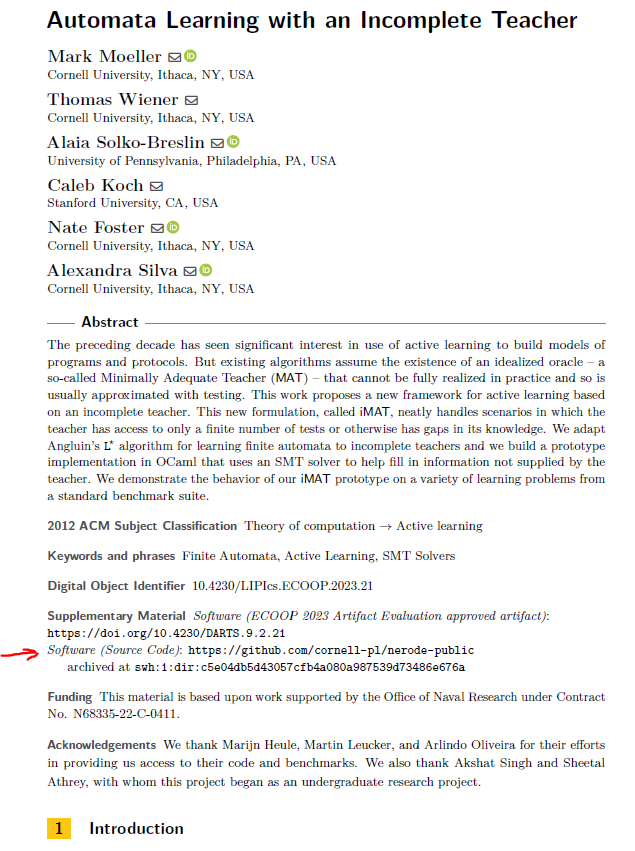 Automata Learning with an Incomplete Teacher
Mark Moeller
Cornell University, Ithaca, NY, USA
Thomas Wiener
Cornell University, Ithaca, NY, USA
Alaia Solko-Breslin
University of Pennsylvania, Philadelphia, PA, USA
Caleb Koch
Stanford University, CA, USA
Nate Foster
Cornell University, Ithaca, NY, USA
Alexandra Silva
Cornell University, Ithaca, NY, USA
Abstract
The preceding decade has seen significant interest in use of active learning to build models of
programs and protocols. But existing algorithms assume the existence of an idealized oracle – a
so-called Minimally Adequate Teacher (MAT) – that cannot be fully realized in practice and so is
usually approximated with testing. This work proposes a new framework for active learning based
on an incomplete teacher. This new formulation, called iMAT, neatly handles scenarios in which the
teacher has access to only a finite number of tests or otherwise has gaps in its knowledge. We adapt
Angluin's L* algorithm for learning finite automata to incomplete teachers and we build a prototype
implementation in OCaml that uses an SMT solver to help fill in information not supplied by the
teacher. We demonstrate the behavior of our iMAT prototype on a variety of learning problems from
a standard benchmark suite.
2012 ACM Subject Classification Theory of computation → Active learning
Keywords and phrases Finite Automata, Active Learning, SMT Solvers
Digital Object Identifier 10.4230/LIPIcs.ECOOP.2023.21
Supplementary Material Software (ECOOP 2023 Artifact Evaluation approved artifact):
https://doi.org/10.4230/DARTS.9.2.21
Software (Source Code): https://github.com/cornell-pl/nerode-public
archived at swh:1:dir:c5e04db5d43057cfb4a080a987539d73486e676a
Funding This material is based upon work supported by the Office of Naval Research under Contract
No. N68335-22-C-0411.
Acknowledgements We thank Marijn Heule, Martin Leucker, and Arlindo Oliveira for their efforts
in providing us access to their code and benchmarks. We also thank Akshat Singh and Sheetal
Athrey, with whom this project began as an undergraduate research project.
1 Introduction